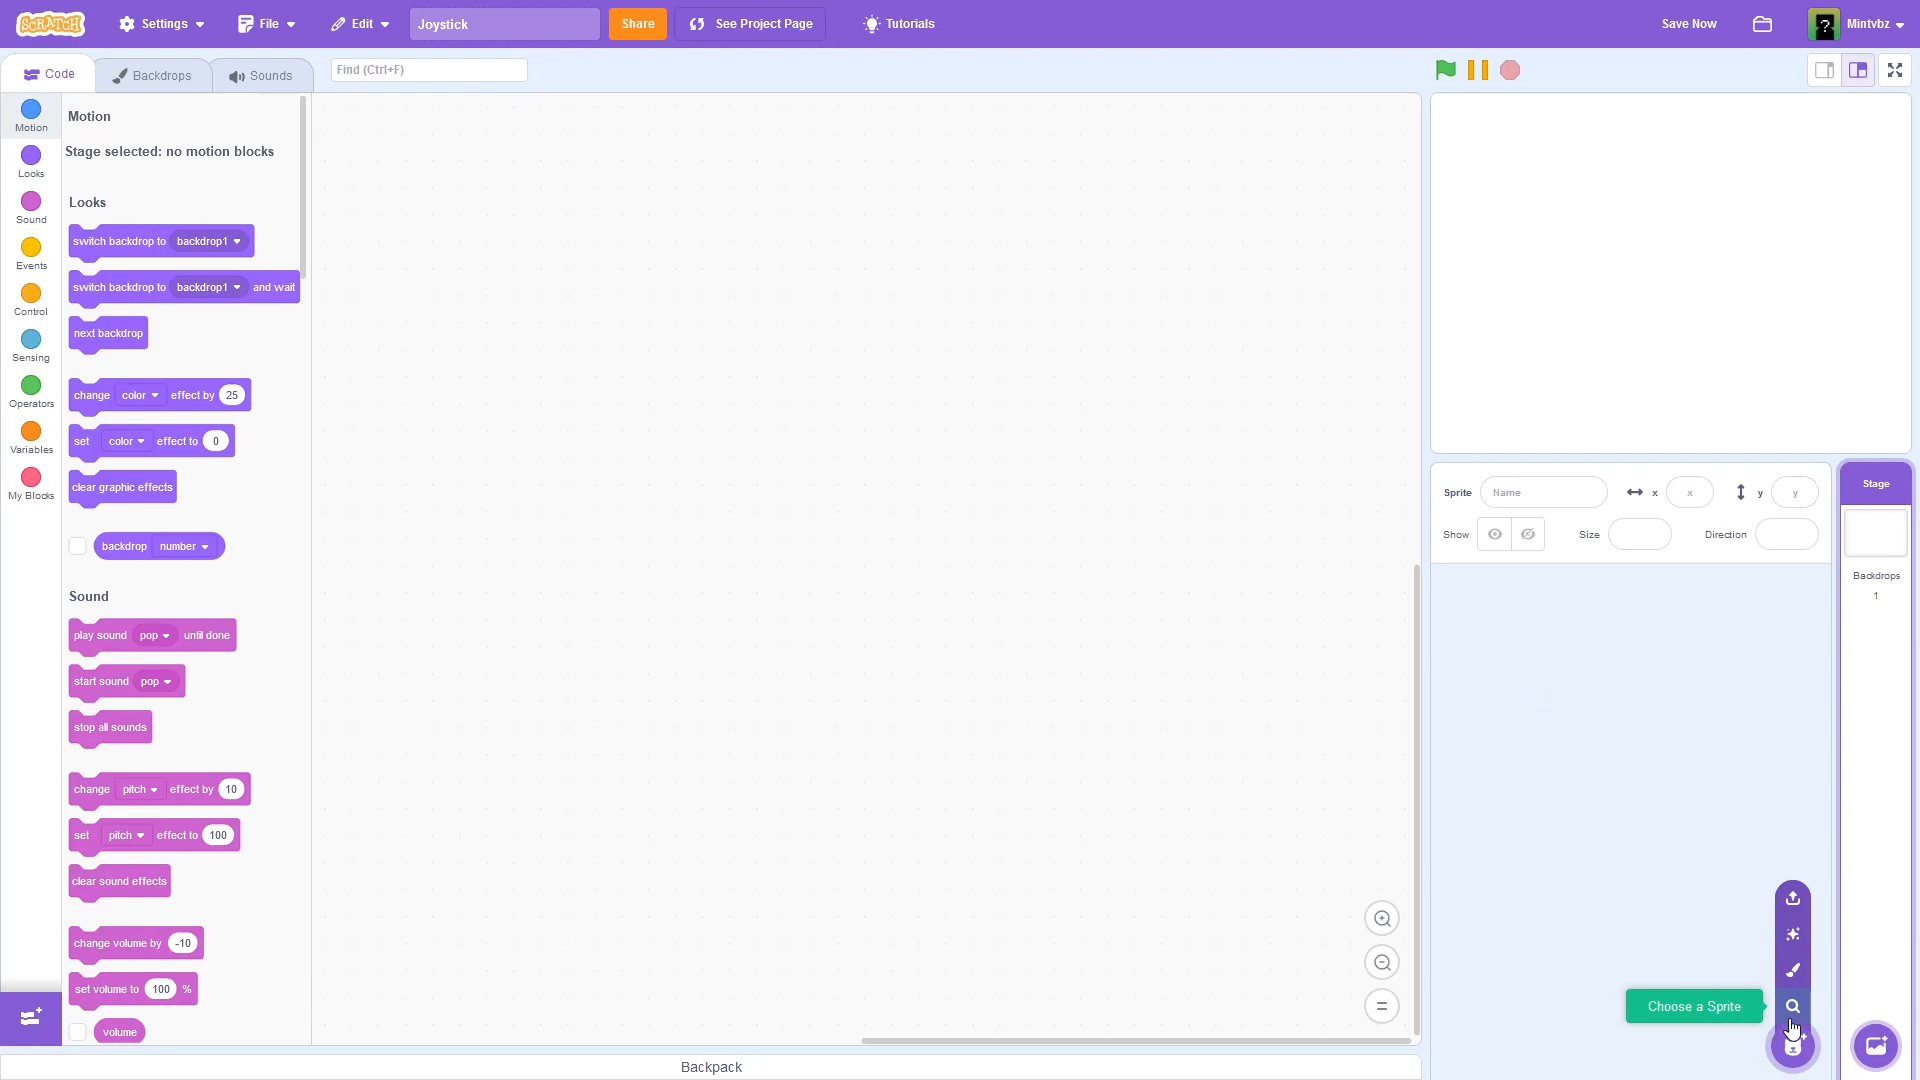 SCRATCH
Settings
File
Edit
Joystick
Share
See Project Page
Tutorials
Save Now
Mintvbz
Code
Backdrops
Sounds
Find (Ctrl+F)
Motion
Looks
Sound
Events
Control
Sensing
Operators
Variables
My Blocks
Motion
Stage selected: no motion blocks
Looks
switch backdrop to backdrop1
switch backdrop to backdrop1 and wait
next backdrop
change color effect by 25
set color effect to 0
clear graphic effects
backdrop number
Sound
play sound pop until done
start sound pop
stop all sounds
change pitch effect by 10
set pitch effect to 100
clear sound effects
change volume by -10
set volume to 100 %
volume
Backpack
Sprite Name x x y y
Show Size Direction
Stage
Backdrops
1
Choose a Sprite